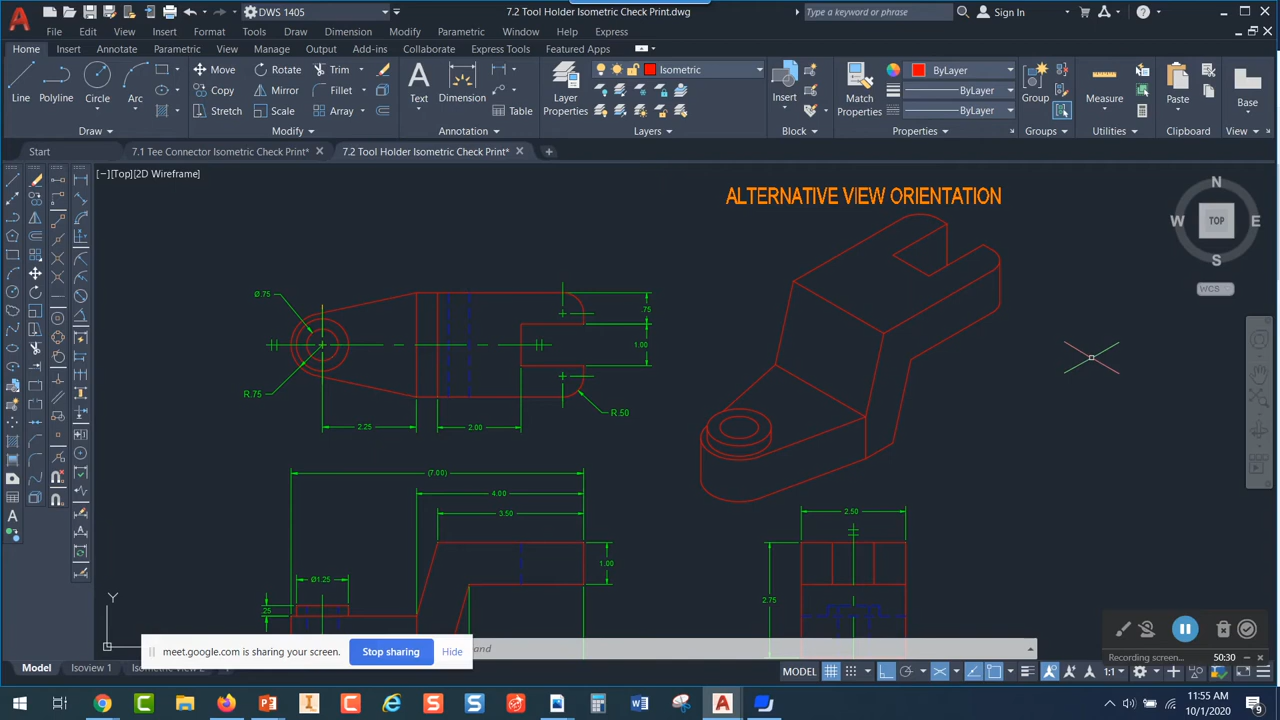 DWS 1405
7.2 Tool Holder Isometric Check Print.dwg
Type a keyword or phrase
Sign In
File Edit View Insert Format Tools Draw Dimension Modify Parametric Window Help Express
Home Insert Annotate Parametric View Manage Output Add-ins Collaborate Express Tools Featured Apps
Line Polyline Circle Arc
Move Rotate Trim
Copy Mirror Fillet
Stretch Scale Array
Text Dimension Table
Layer Properties
Isometric
Insert
Match Properties
ByLayer
ByLayer
ByLayer
Group
Measure
Paste
Base
Draw Modify Annotation Layers Block Properties Groups Utilities Clipboard View
Start
7.1 Tee Connector Isometric Check Print*
7.2 Tool Holder Isometric Check Print*
[−][Top][2D Wireframe]
ALTERNATIVE VIEW ORIENTATION
N
W TOP E
S
WCS
Ø.75
.75
1.00
R.75
R.50
2.25
2.00
(7.00)
4.00
3.50
1.00
Ø1.25
.25
2.50
2.75
Y
meet.google.com is sharing your screen.
Stop sharing
Hide
Recording screen...
50:30
Model Isoview 1
MODEL
1:1
11:55 AM
10/1/2020